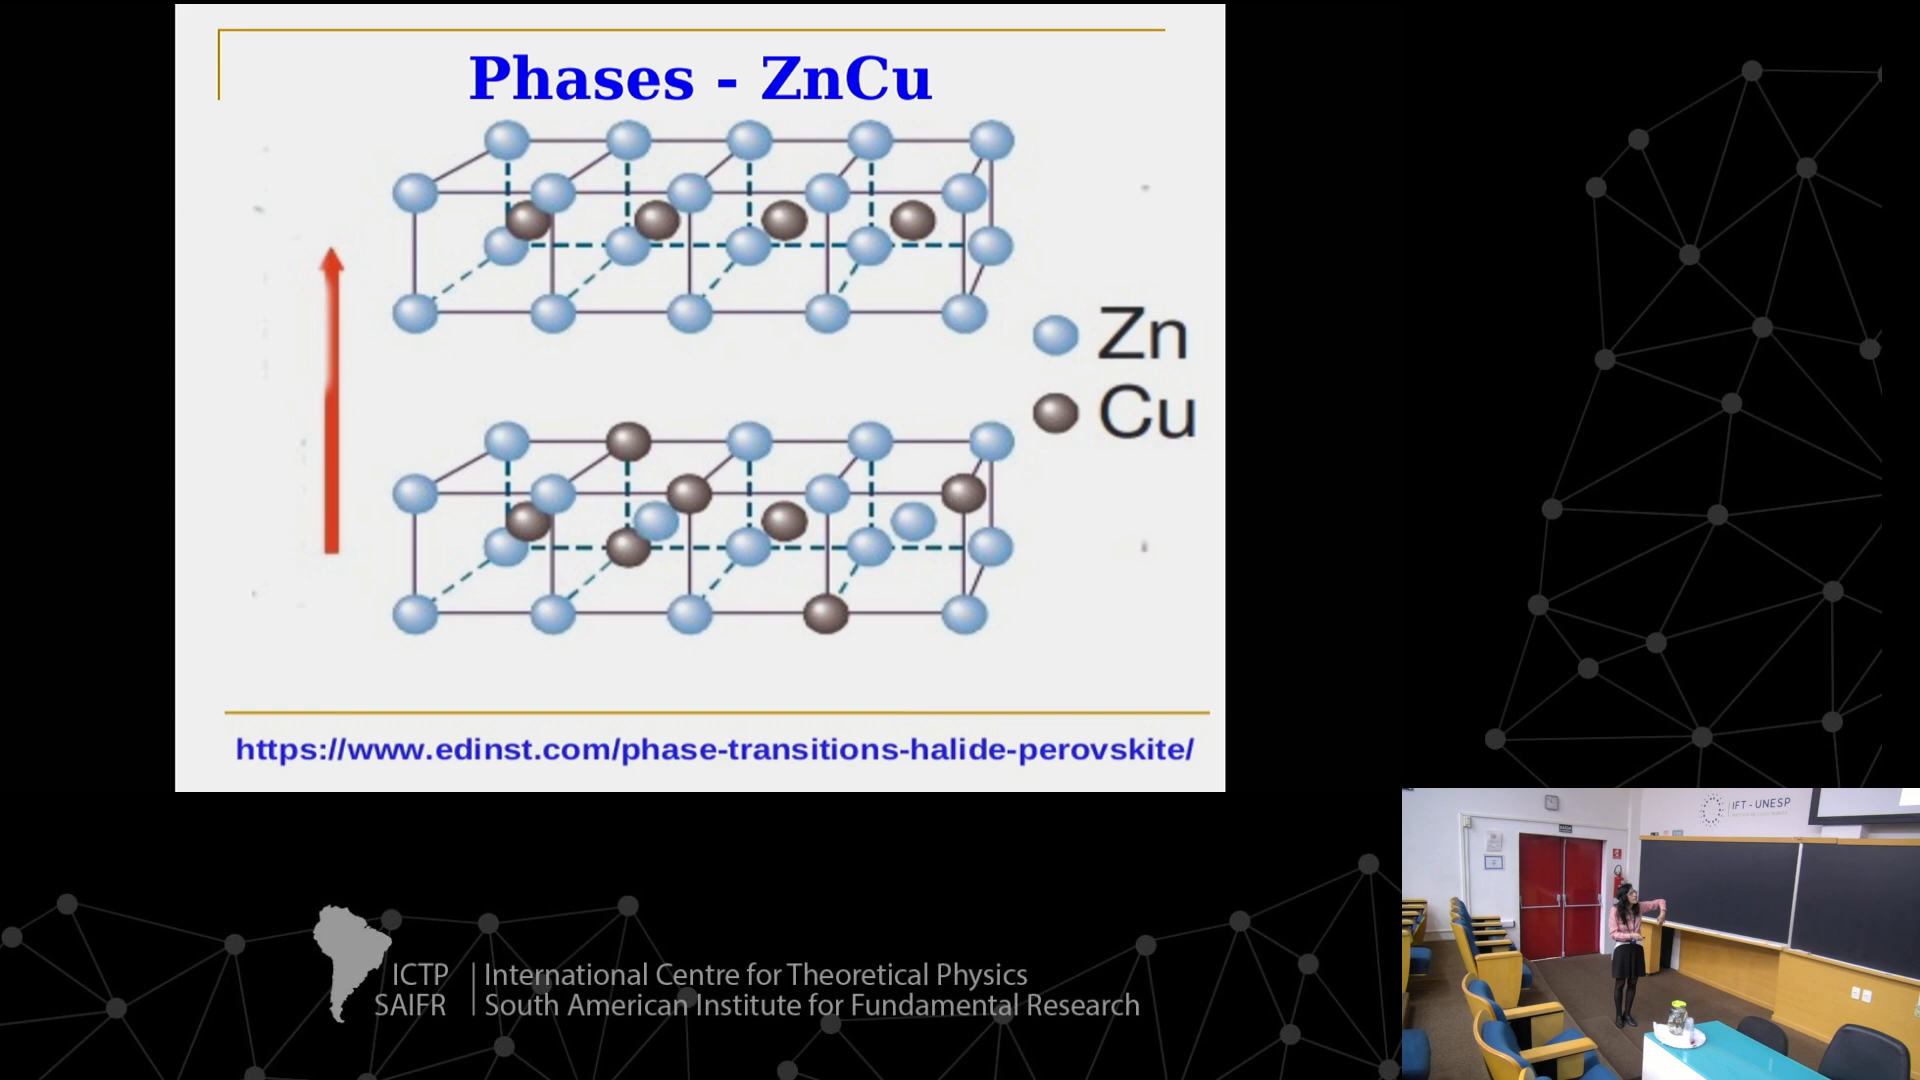 Phases - ZnCu
Zn
Cu
https://www.edinst.com/phase-transitions-halide-perovskite/
ICTP
SAIFR
International Centre for Theoretical Physics
South American Institute for Fundamental Research
IFT - UNESP